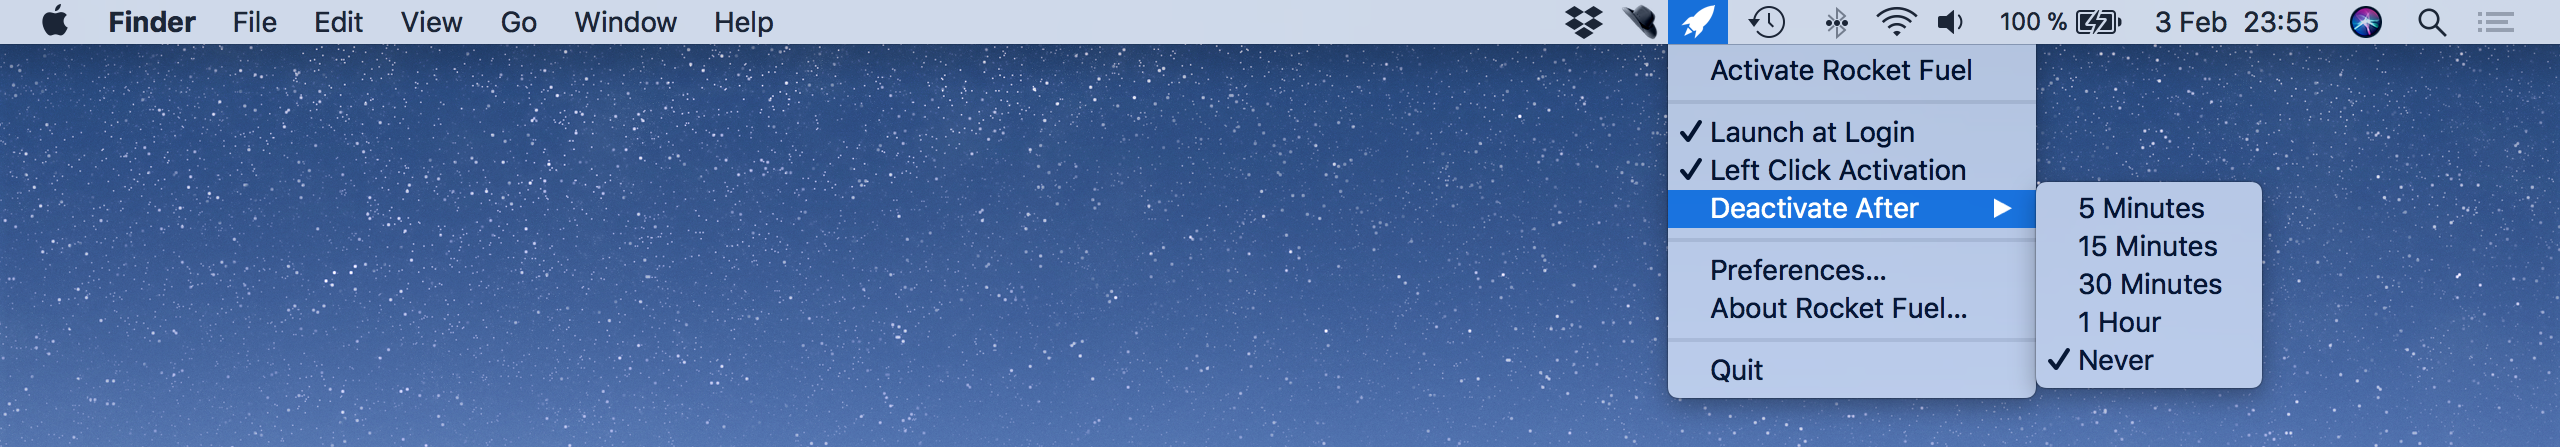 Finder File Edit View Go Window Help 100 % 3 Feb 23:55
Activate Rocket Fuel
✓ Launch at Login
✓ Left Click Activation
Deactivate After ▶
Preferences...
About Rocket Fuel...
Quit
5 Minutes
15 Minutes
30 Minutes
1 Hour
✓ Never